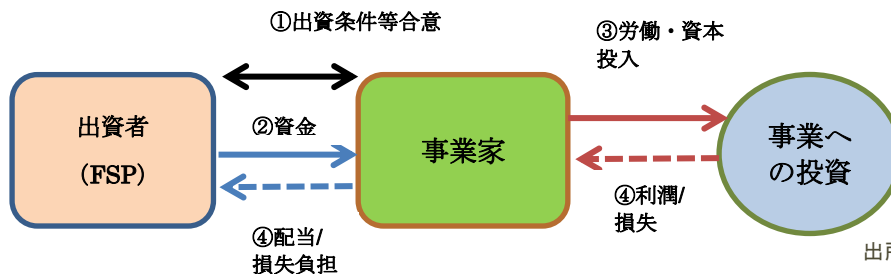 ①出資条件等合意
③労働・資本
投入
出資者
（FSP）
②資金
事業家
事業へ
の投資
④配当/
損失負担
④利潤/
損失
出